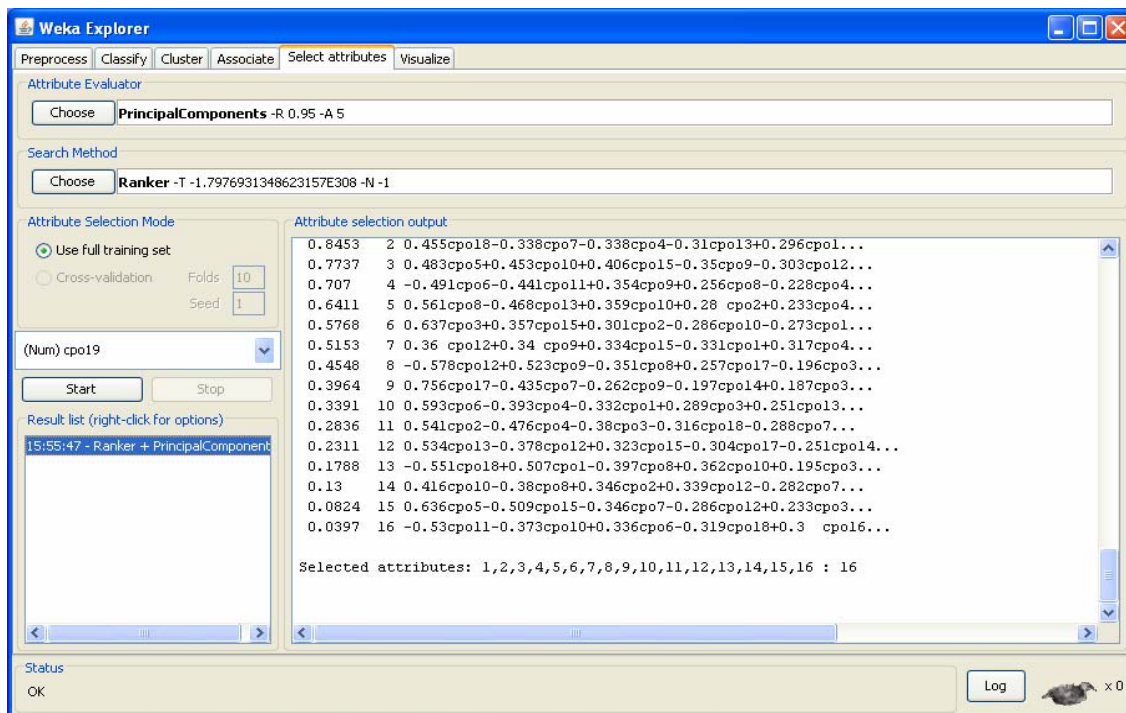 Weka Explorer
Preprocess Classify Cluster Associate Select attributes Visualize
Attribute Evaluator
Choose PrincipalComponents -R 0.95 -A 5
Search Method
Choose Ranker -T -1.7976931348623157E308 -N -1
Attribute Selection Mode
Use full training set
Cross-validation Folds 10
Seed 1
(Num) cpo19
Start Stop
Result list (right-click for options)
15:55:47 - Ranker + PrincipalComponent
Attribute selection output
0.8453 2 0.455cpo18-0.338cpo7-0.338cpo4-0.31cpo13+0.296cpo1...
0.7737 3 0.483cpo5+0.453cpo10+0.406cpo15-0.35cpo9-0.303cpo12...
0.707 4 -0.491cpo6-0.441cpo11+0.354cpo9+0.256cpo8-0.228cpo4...
0.6411 5 0.561cpo8-0.468cpo13+0.359cpo10+0.28 cpo2+0.233cpo4...
0.5768 6 0.637cpo3+0.357cpo15+0.301cpo2-0.286cpo10-0.273cpo1...
0.5153 7 0.36 cpo12+0.34 cpo9+0.334cpo15-0.331cpo1+0.317cpo4...
0.4548 8 -0.578cpo12+0.523cpo9-0.351cpo8+0.257cpo17-0.196cpo3...
0.3964 9 0.756cpo17-0.435cpo7-0.262cpo9-0.197cpo14+0.187cpo3...
0.3391 10 0.593cpo6-0.393cpo4-0.332cpo1+0.289cpo3+0.251cpo13...
0.2836 11 0.541cpo2-0.476cpo4-0.38cpo3-0.316cpo18-0.288cpo7...
0.2311 12 0.534cpo13-0.378cpo12+0.323cpo15-0.304cpo17-0.251cpo14...
0.1788 13 -0.551cpo18+0.507cpo1-0.397cpo8+0.362cpo10+0.195cpo3...
0.13 14 0.416cpo10-0.38cpo8+0.346cpo2+0.339cpo12-0.282cpo7...
0.0824 15 0.636cpo5-0.509cpo15-0.346cpo7-0.286cpo12+0.233cpo3...
0.0397 16 -0.53cpo11-0.373cpo10+0.336cpo6-0.319cpo18+0.3 cpo16...
Selected attributes: 1,2,3,4,5,6,7,8,9,10,11,12,13,14,15,16 : 16
Status
OK
Log x 0